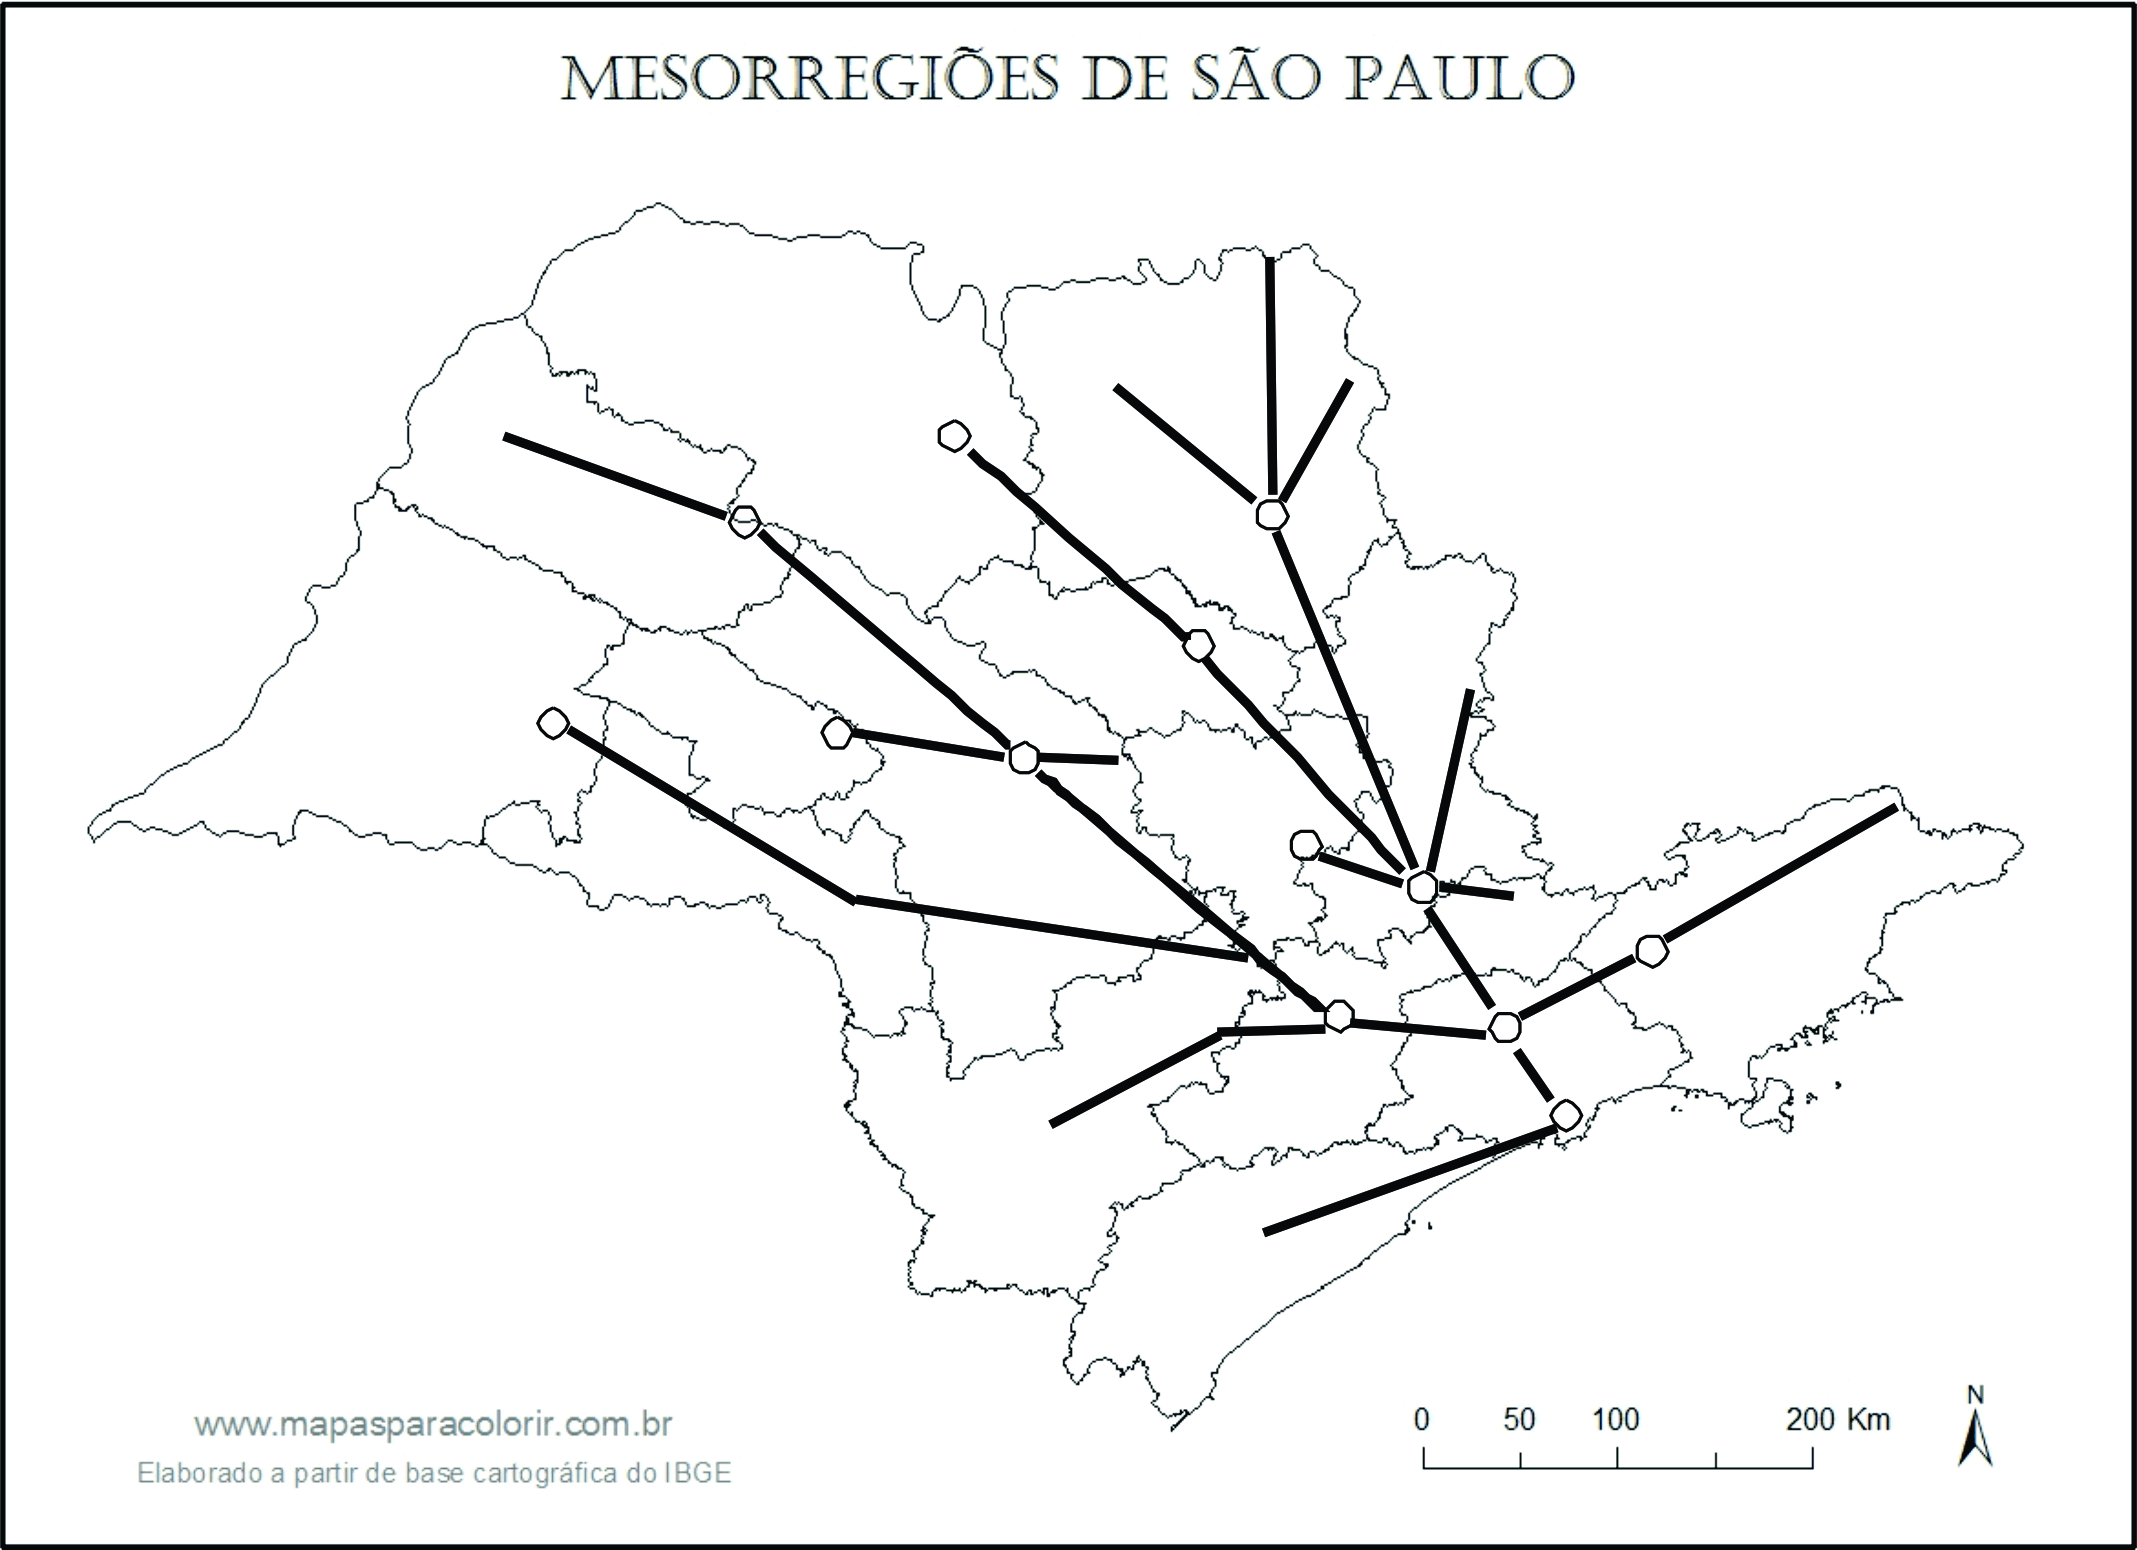 MESORREGIÕES DE SÃO PAULO
N
0 50 100 200 Km
www.mapasparacolorir.com.br
Elaborado a partir de base cartográfica do IBGE